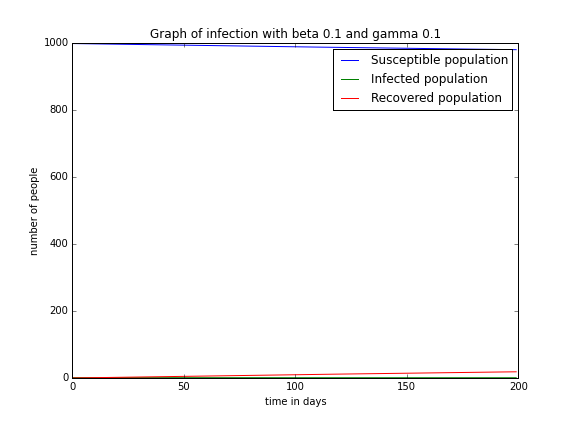 Graph of infection with beta 0.1 and gamma 0.1
1000
800
600
400
200
0
number of people
Susceptible population
Infected population
Recovered population
0 50 100 150 200
time in days